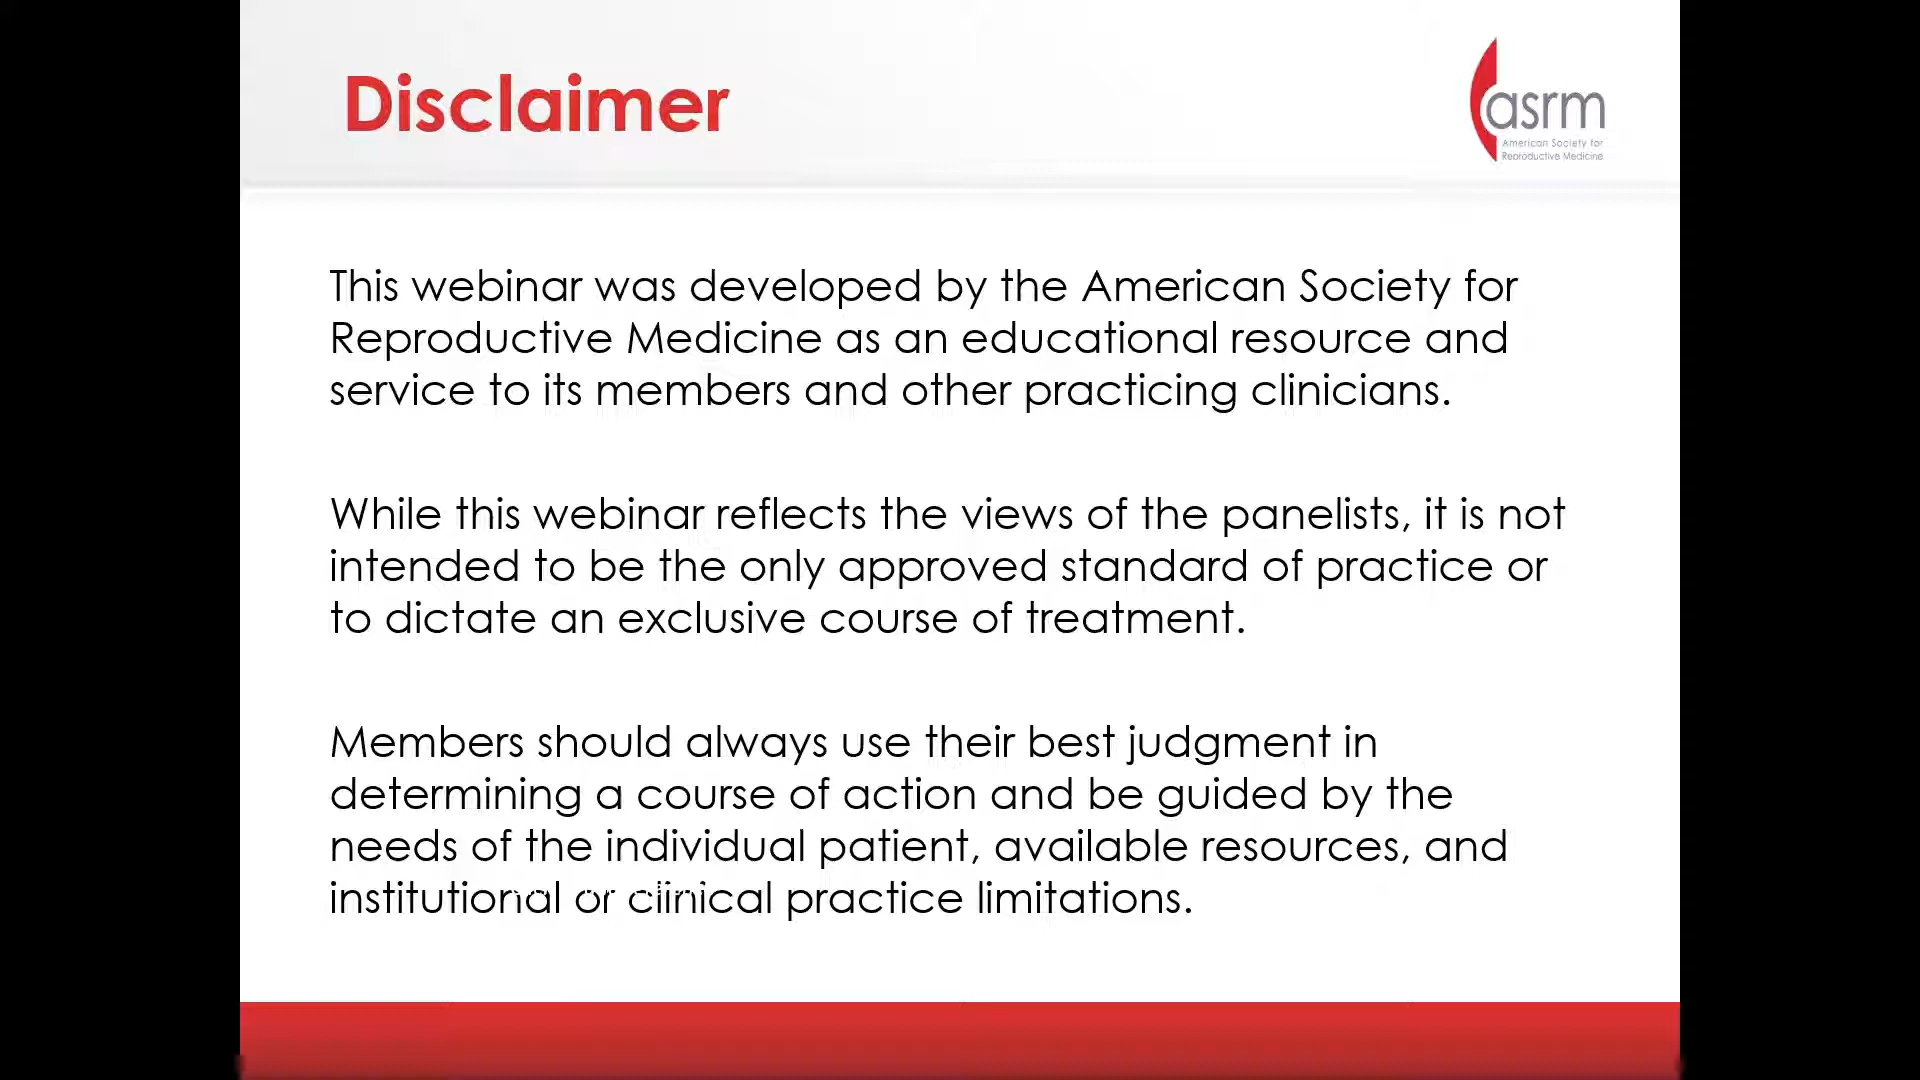 Disclaimer
asrm
American Society for
Reproductive Medicine
This webinar was developed by the American Society for
Reproductive Medicine as an educational resource and
service to its members and other practicing clinicians.
While this webinar reflects the views of the panelists, it is not
intended to be the only approved standard of practice or
to dictate an exclusive course of treatment.
Members should always use their best judgment in
determining a course of action and be guided by the
needs of the individual patient, available resources, and
institutional or clinical practice limitations.